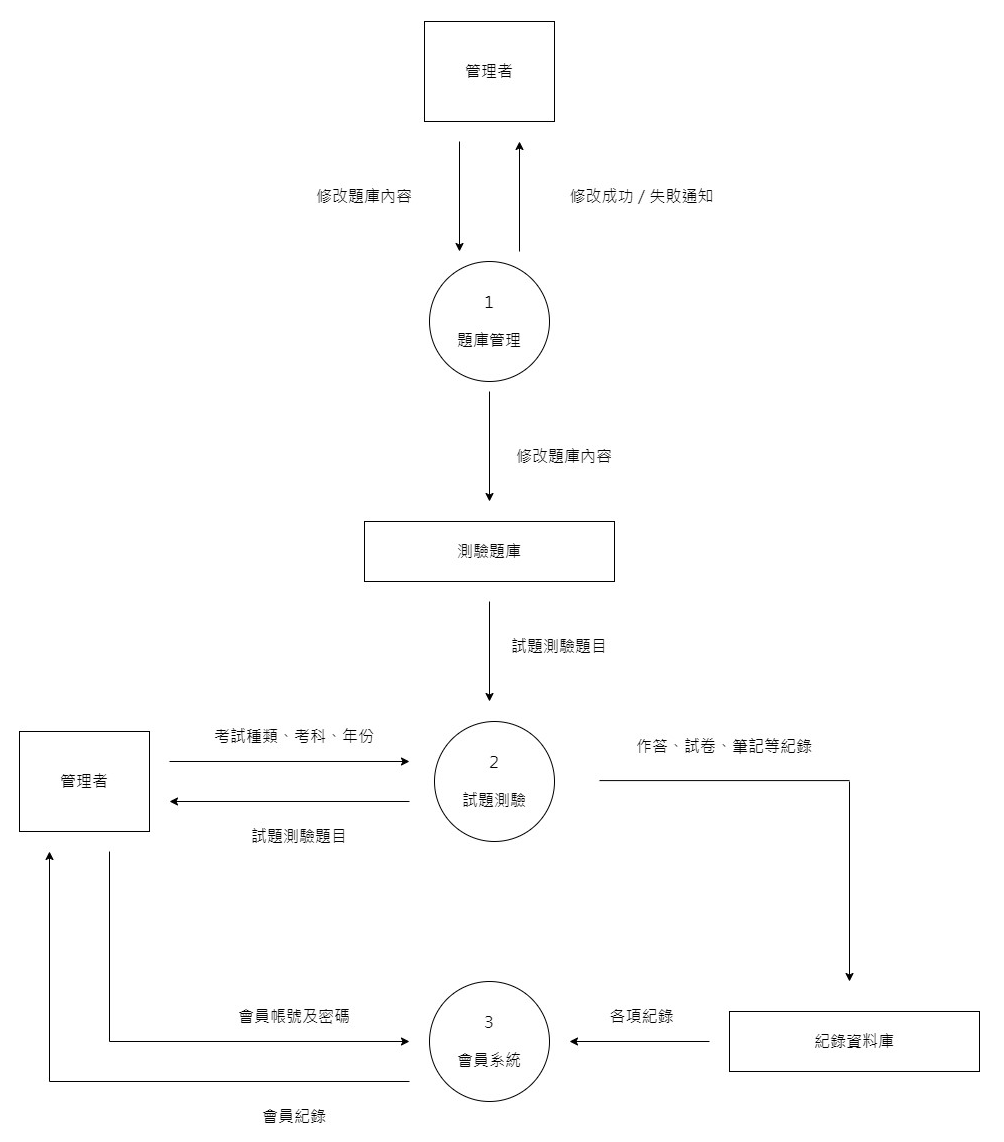 管理者
修改題庫內容
修改成功 / 失敗通知
1
題庫管理
修改題庫內容
測驗題庫
試題測驗題目
考試種類、考科、年份
管理者
2
試題測驗
作答、試卷、筆記等紀錄
試題測驗題目
會員帳號及密碼
3
會員系統
各項紀錄
紀錄資料庫
會員紀錄